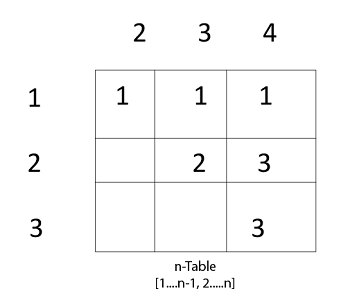 2 3 4
1 1 1 1
2 2 3
3 3
n-Table
[1....n-1, 2.....n]